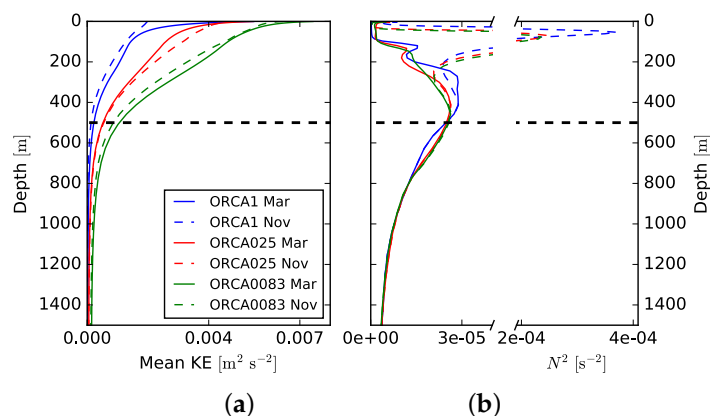 0
200
400
600
800
1000
1200
1400
Depth [m]
ORCA1 Mar
ORCA1 Nov
ORCA025 Mar
ORCA025 Nov
ORCA0083 Mar
ORCA0083 Nov
0.000 0.004 0.007
Mean KE [m² s⁻²]
(a)
0e+00 3e-05 2e-04 4e-04
N² [s⁻²]
0
200
400
600
800
1000
1200
1400
Depth [m]
(b)